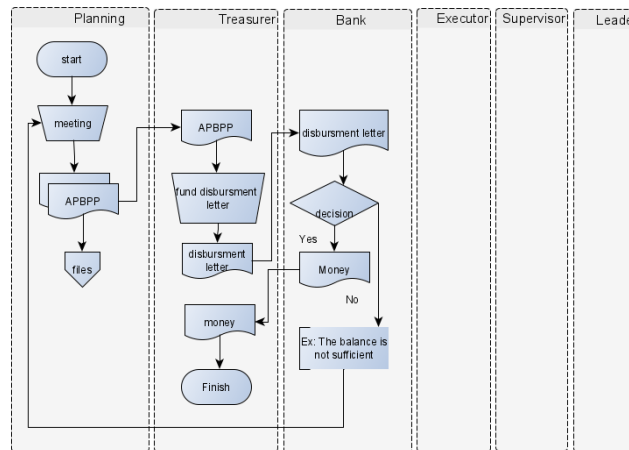 Planning
Treasurer
Bank
Executor
Supervisor
Leade
start
meeting
APBPP
files
APBPP
fund disbursment
letter
disbursment
letter
money
Finish
disbursment letter
decision
Yes
Money
No
Ex: The balance is
not sufficient